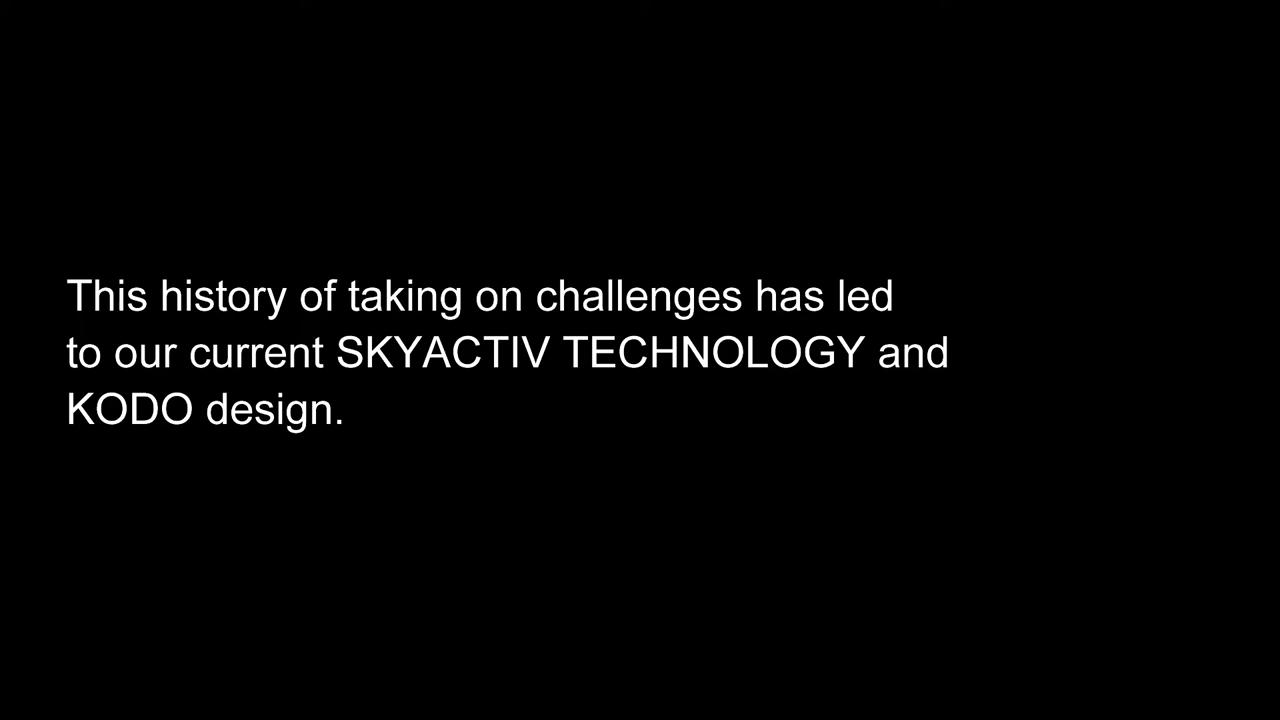 This history of taking on challenges has led
to our current SKYACTIV TECHNOLOGY and
KODO design.